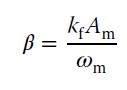 β = k_f A_m / ω_m